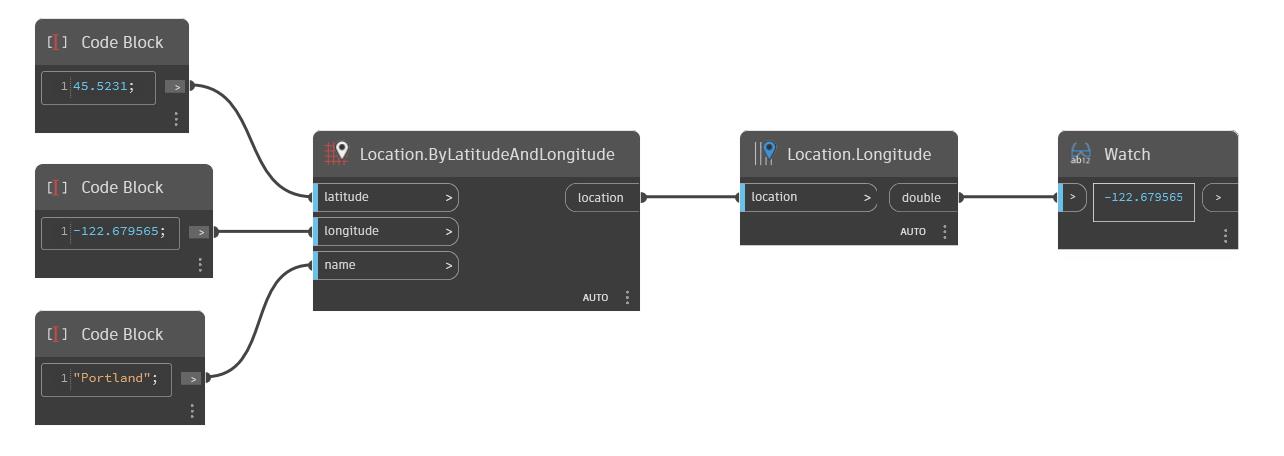 Code Block
1 45.5231; >
Code Block
1 -122.679565; >
Code Block
1 "Portland"; >
Location.ByLatitudeAndLongitude
latitude > location
longitude >
name >
AUTO
Location.Longitude
location > double
AUTO
ab12 Watch
> -122.679565 >